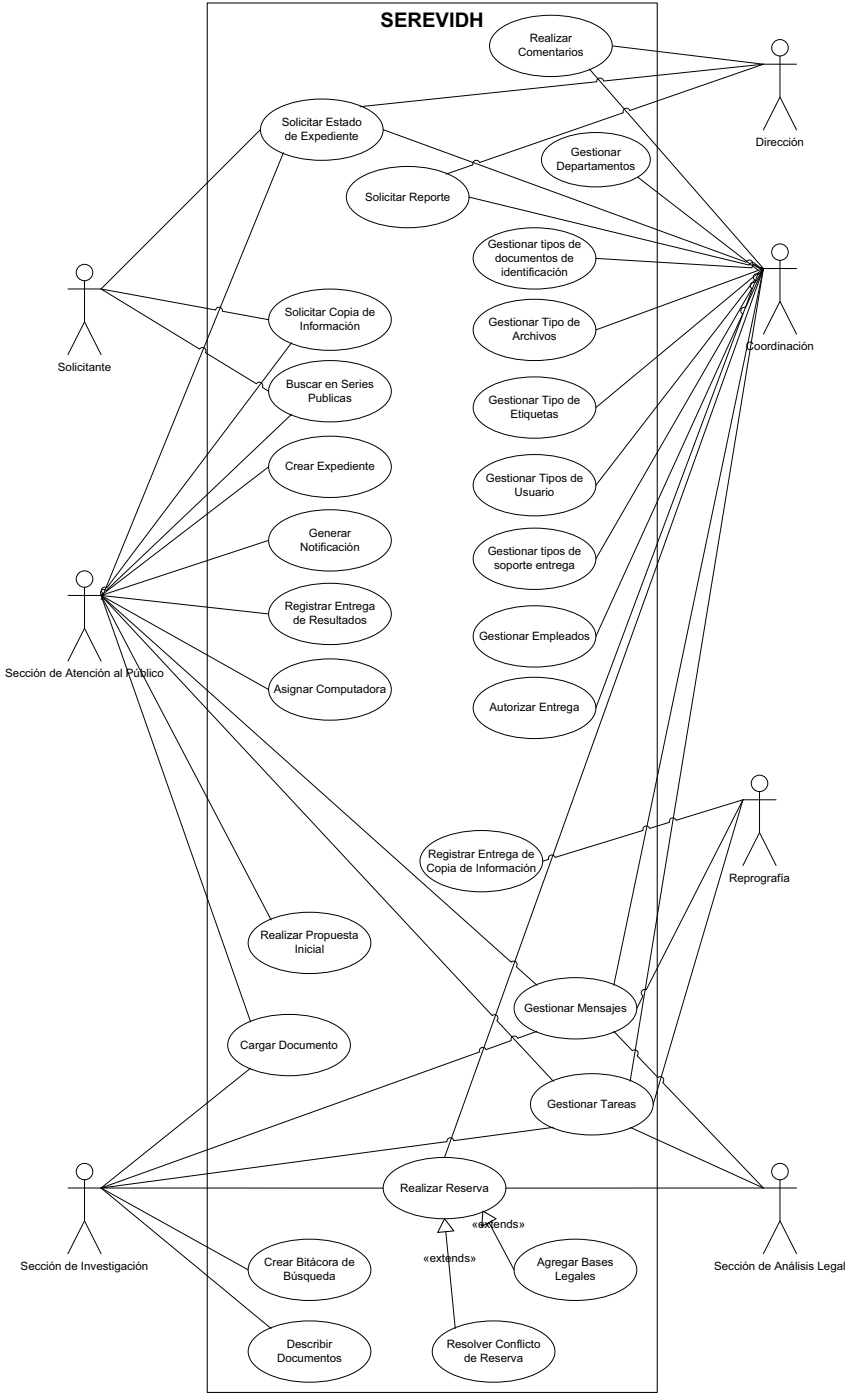 SEREVIDH
Realizar
Comentarios
Dirección
Solicitar Estado
de Expediente
Gestionar
Departamentos
Solicitar Reporte
Gestionar tipos de
documentos de
identificación
Coordinación
Solicitante
Solicitar Copia de
Información
Gestionar Tipo de
Archivos
Buscar en Series
Publicas
Gestionar Tipo de
Etiquetas
Crear Expediente
Gestionar Tipos de
Usuario
Generar
Notificación
Gestionar tipos de
soporte entrega
Registrar Entrega
de Resultados
Gestionar Empleados
Sección de Atención al Público
Asignar Computadora
Autorizar Entrega
Registrar Entrega de
Copia de Información
Reprografía
Realizar Propuesta
Inicial
Gestionar Mensajes
Cargar Documento
Gestionar Tareas
Realizar Reserva
«extends»
«extends»
Sección de Investigación
Crear Bitácora de
Búsqueda
Agregar Bases
Legales
Sección de Análisis Legal
Describir
Documentos
Resolver Conflicto
de Reserva